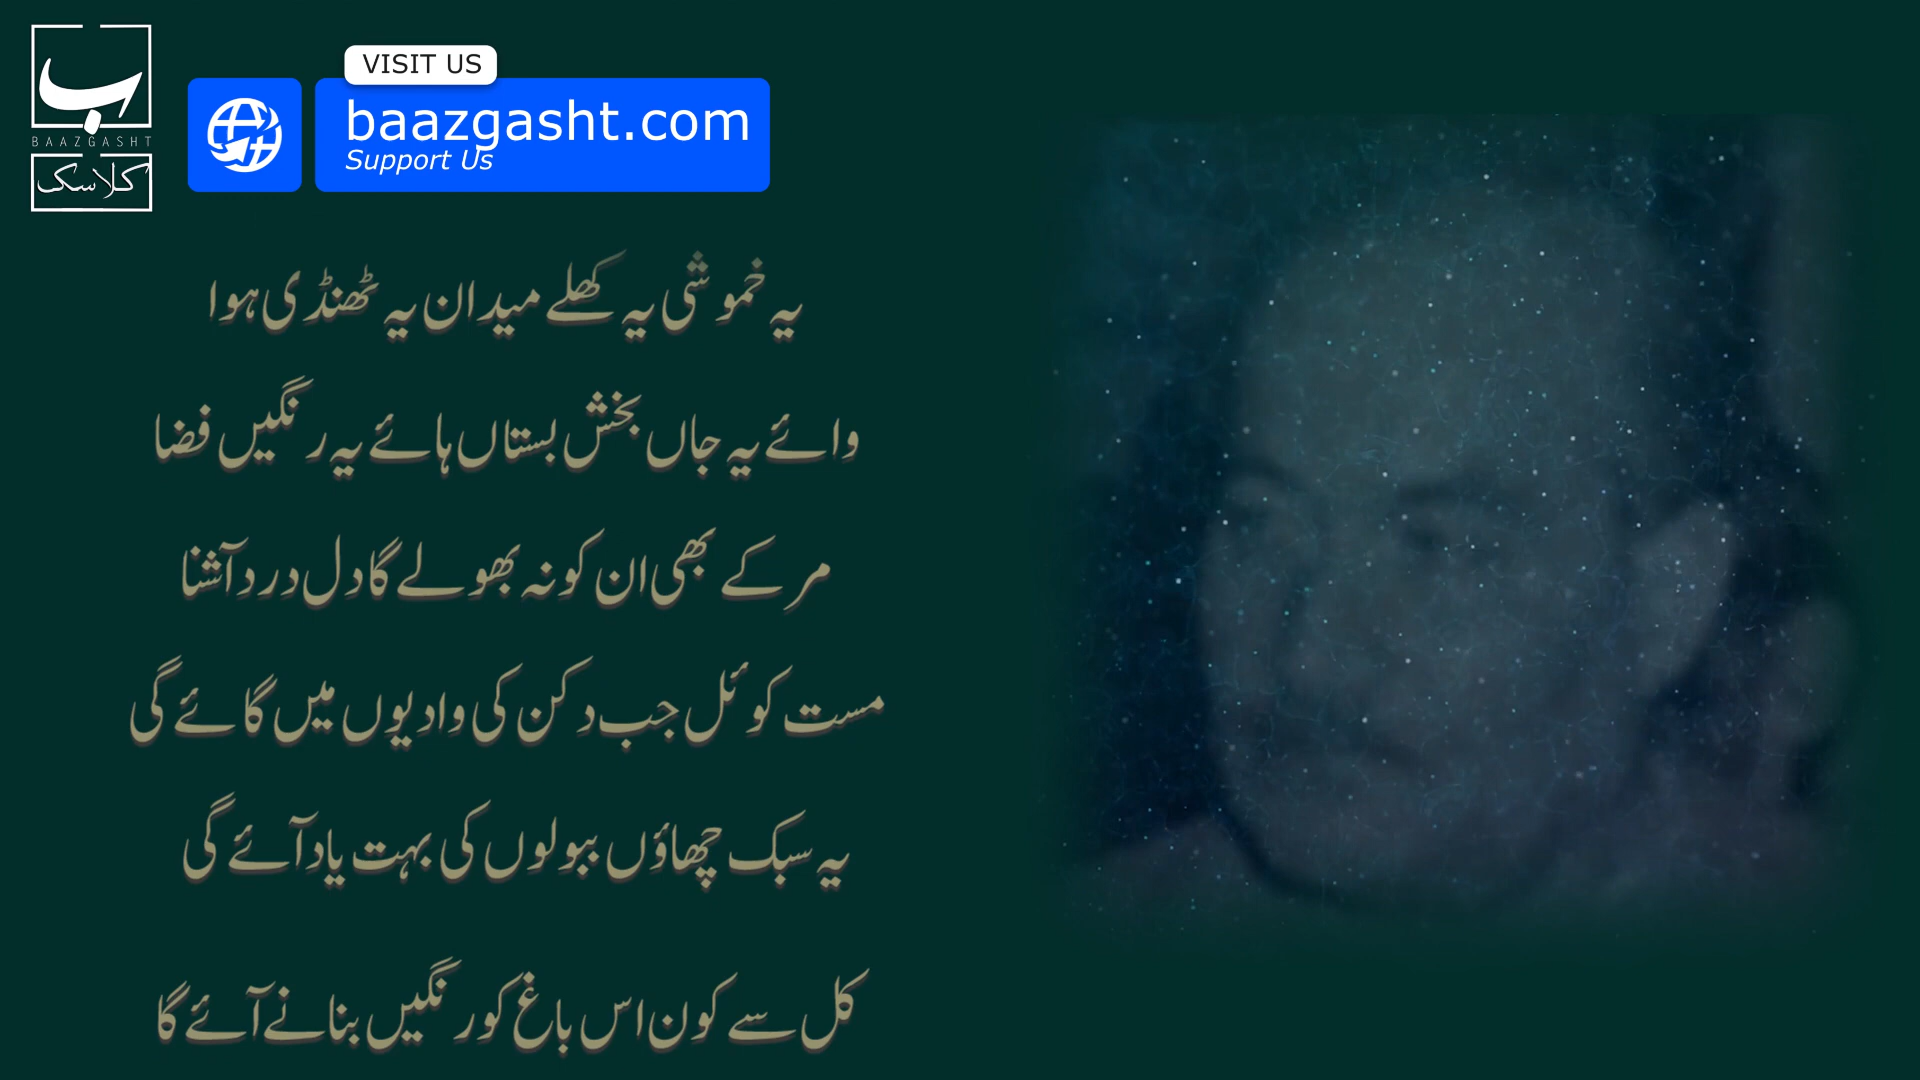 ب
BAAZGASHT
کلاسک
VISIT US
baazgasht.com
Support Us
یہ خموشی یہ کھلے میدان یہ ٹھنڈی ہوا
وائے یہ جاں بخش بستاں ہائے یہ رنگیں فضا
مر کے بھی ان کو نہ بھولے گا دل درد آشنا
مست کوئل جب دکن کی وادیوں میں گائے گی
یہ سبک چھاؤں ببولوں کی بہت یاد آئے گی
کل سے کون اس باغ کو رنگیں بنانے آئے گا